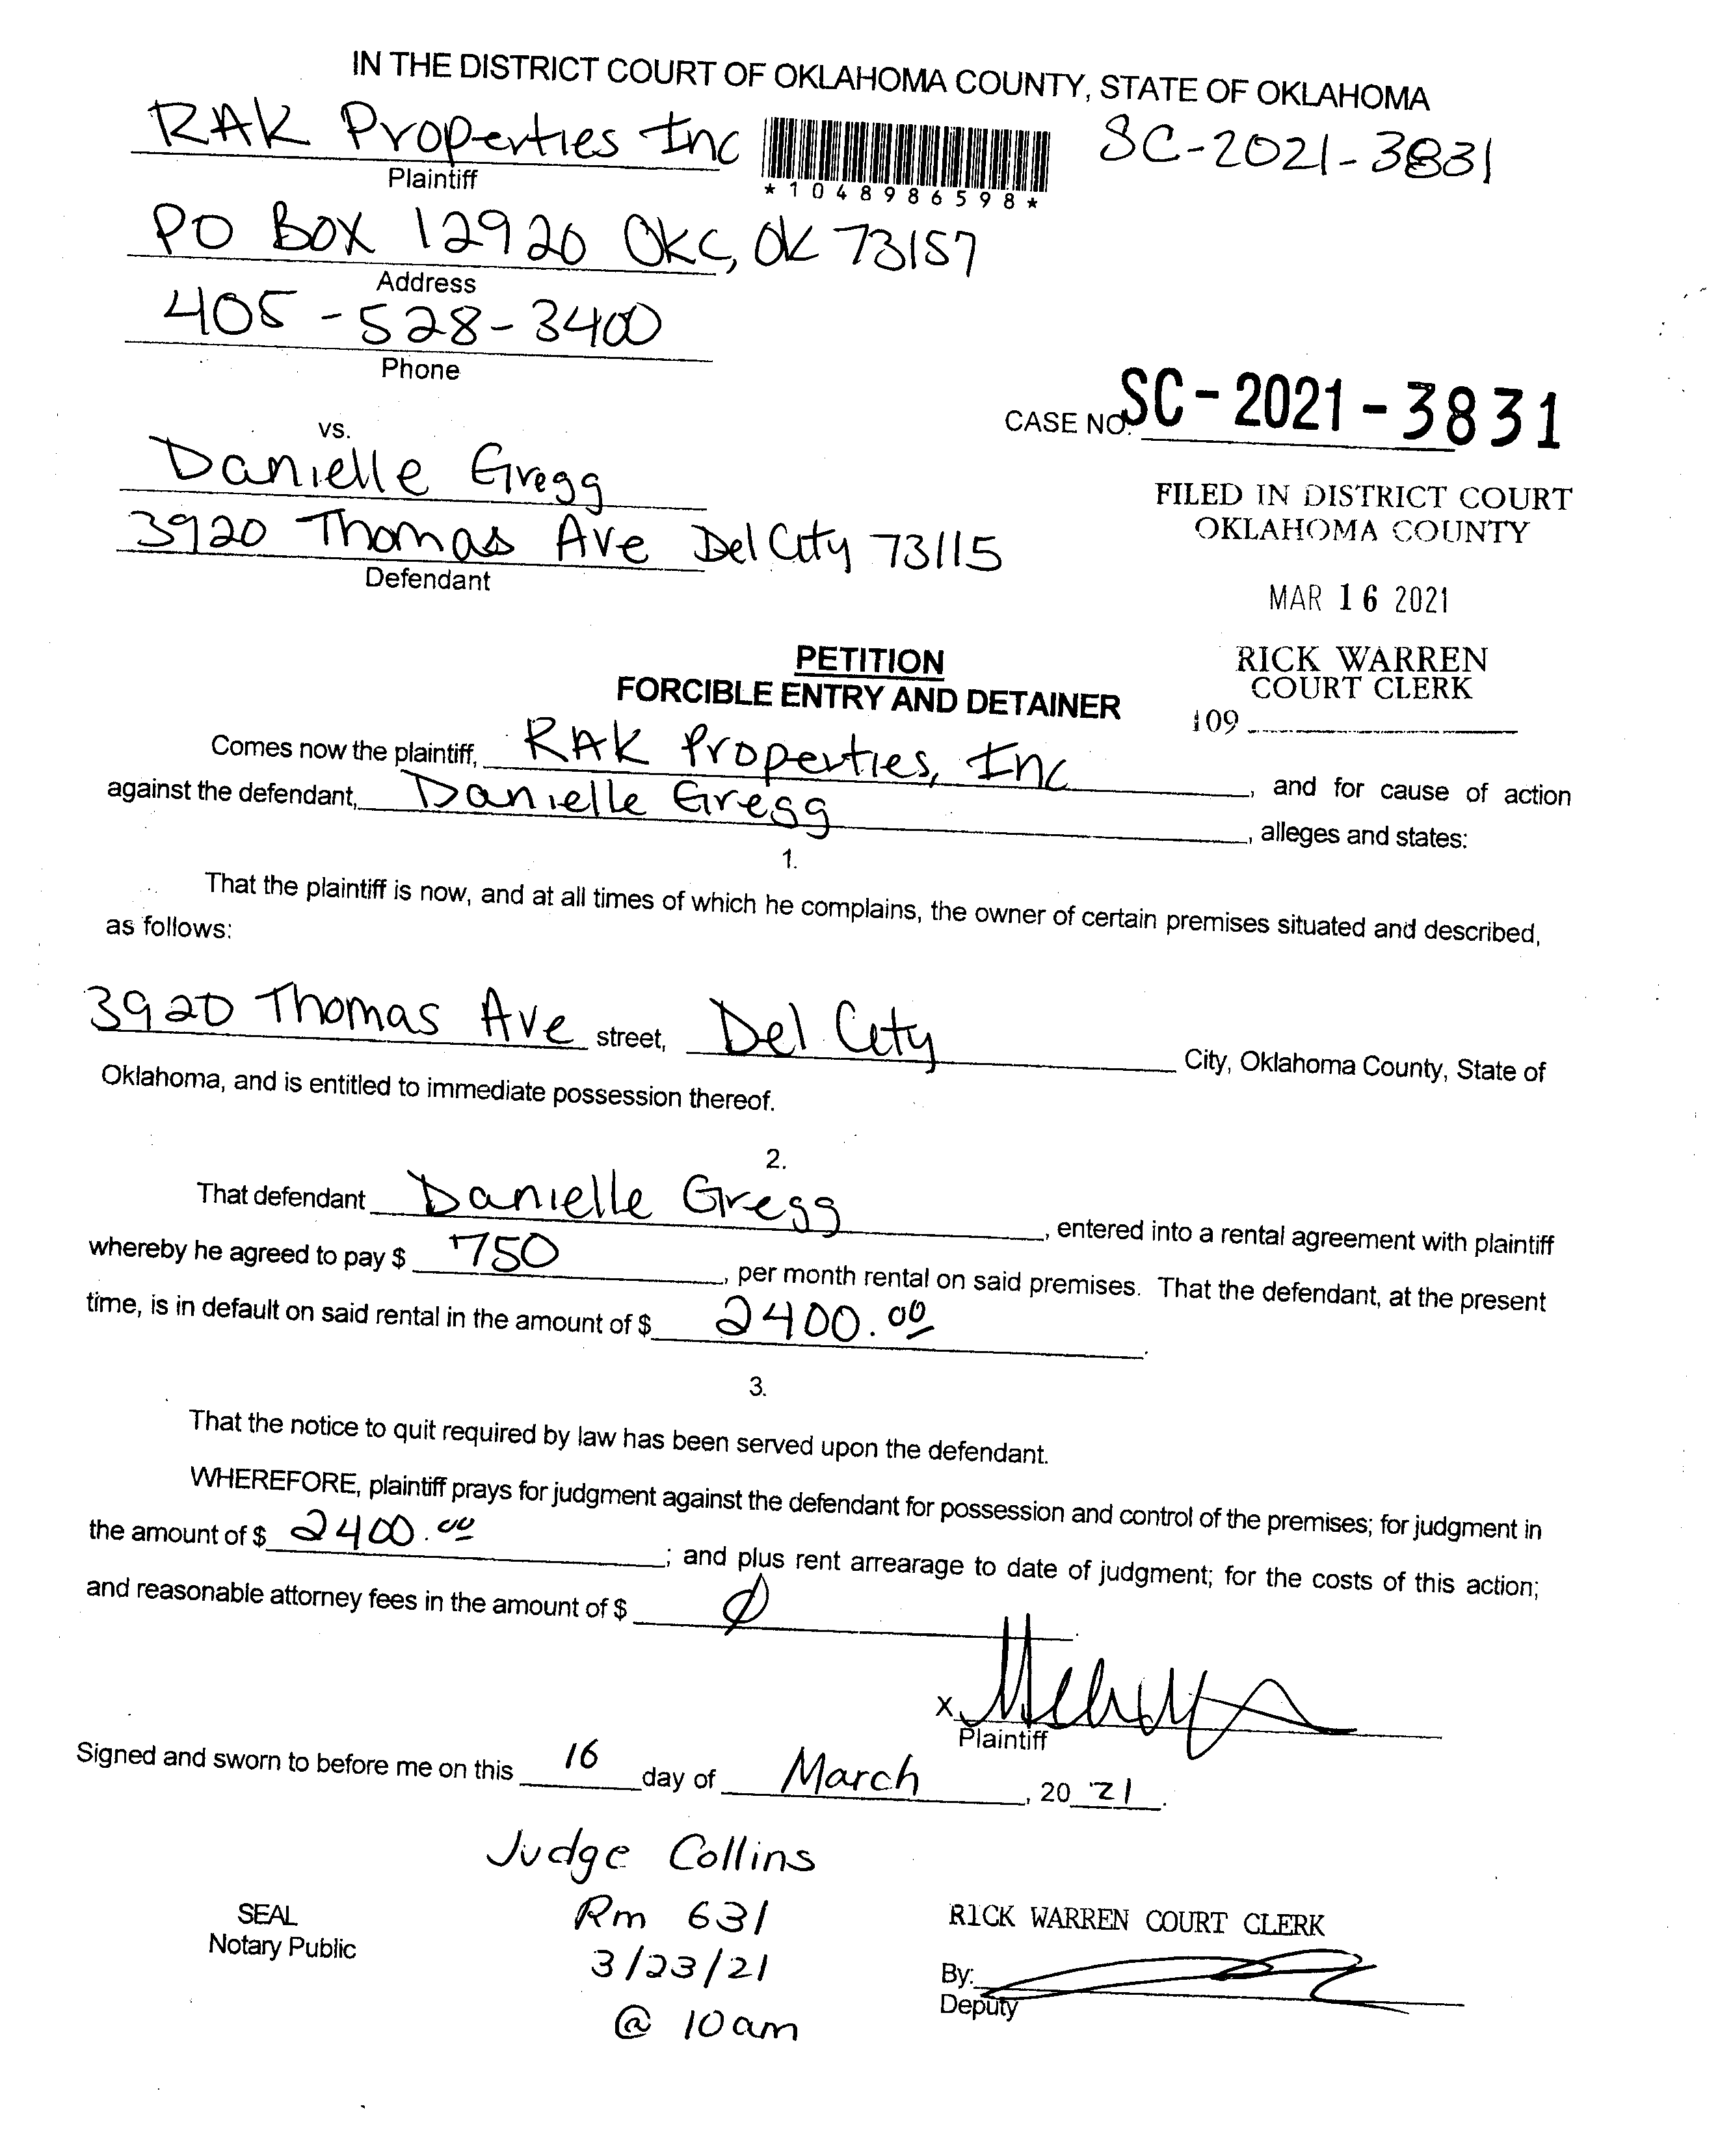 IN THE DISTRICT COURT OF OKLAHOMA COUNTY, STATE OF OKLAHOMA
RAK Properties Inc
SC-2021-3831
Plaintiff
*1048986598*
PO Box 12920 OKC, OK 73157
Address
405-528-3400
Phone
CASE NO. SC-2021-3831
vs.
Danielle Gregg
FILED IN DISTRICT COURT
OKLAHOMA COUNTY
3920 Thomas Ave Del City 73115
Defendant
MAR 16 2021
PETITION
FORCIBLE ENTRY AND DETAINER
RICK WARREN
COURT CLERK
109
Comes now the plaintiff, RAK Properties, Inc, and for cause of action
against the defendant, Danielle Gregg, alleges and states:
1.
That the plaintiff is now, and at all times of which he complains, the owner of certain premises situated and described,
as follows:
3920 Thomas Ave street, Del City City, Oklahoma County, State of
Oklahoma, and is entitled to immediate possession thereof.
2.
That defendant Danielle Gregg, entered into a rental agreement with plaintiff
whereby he agreed to pay $ 750, per month rental on said premises. That the defendant, at the present
time, is in default on said rental in the amount of $ 2400.00.
3.
That the notice to quit required by law has been served upon the defendant.
WHEREFORE, plaintiff prays for judgment against the defendant for possession and control of the premises; for judgment in
the amount of $ 2400.00; and plus rent arrearage to date of judgment; for the costs of this action;
and reasonable attorney fees in the amount of $ Ø.
X
Plaintiff
Signed and sworn to before me on this 16 day of March, 20 21.
Judge Collins
Rm 631
3/23/21
@ 10am
SEAL
Notary Public
RICK WARREN COURT CLERK
By:
Deputy